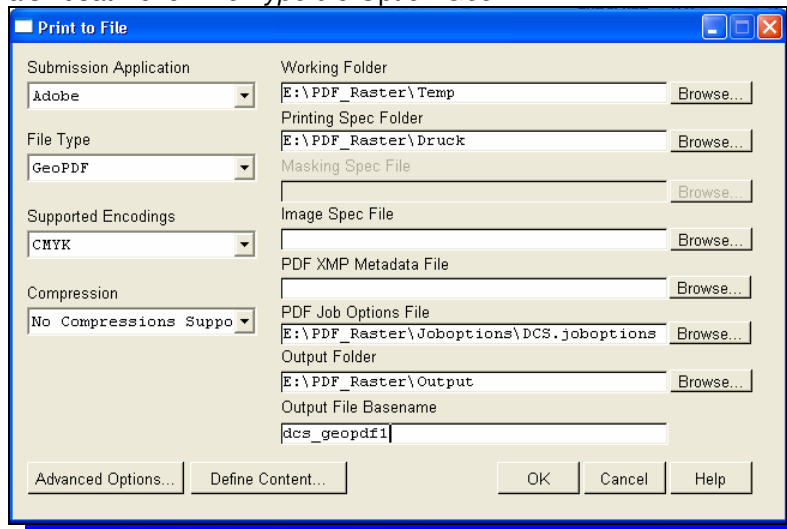 Print to File
Submission Application
Adobe
File Type
GeoPDF
Supported Encodings
CMYK
Compression
No Compressions Suppo
Working Folder
E:\PDF_Raster\Temp Browse...
Printing Spec Folder
E:\PDF_Raster\Druck Browse...
Masking Spec File
Browse...
Image Spec File
Browse...
PDF XMP Metadata File
Browse...
PDF Job Options File
E:\PDF_Raster\Joboptions\DCS.joboptions Browse...
Output Folder
E:\PDF_Raster\Output Browse...
Output File Basename
dcs_geopdf1
Advanced Options... Define Content... OK Cancel Help